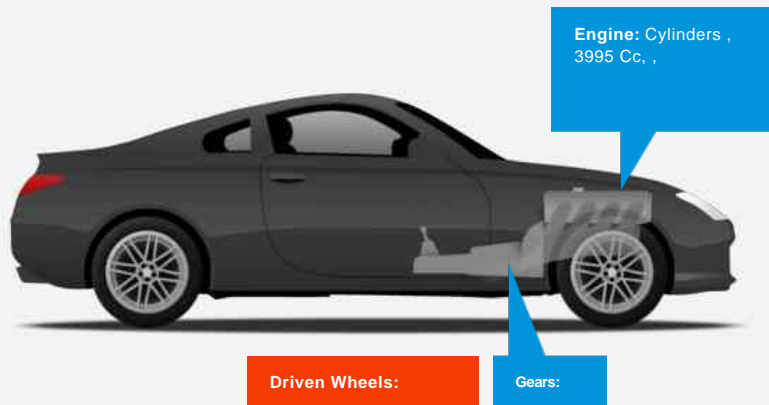 Engine: Cylinders ,
3995 Cc, ,
Driven Wheels:
Gears: